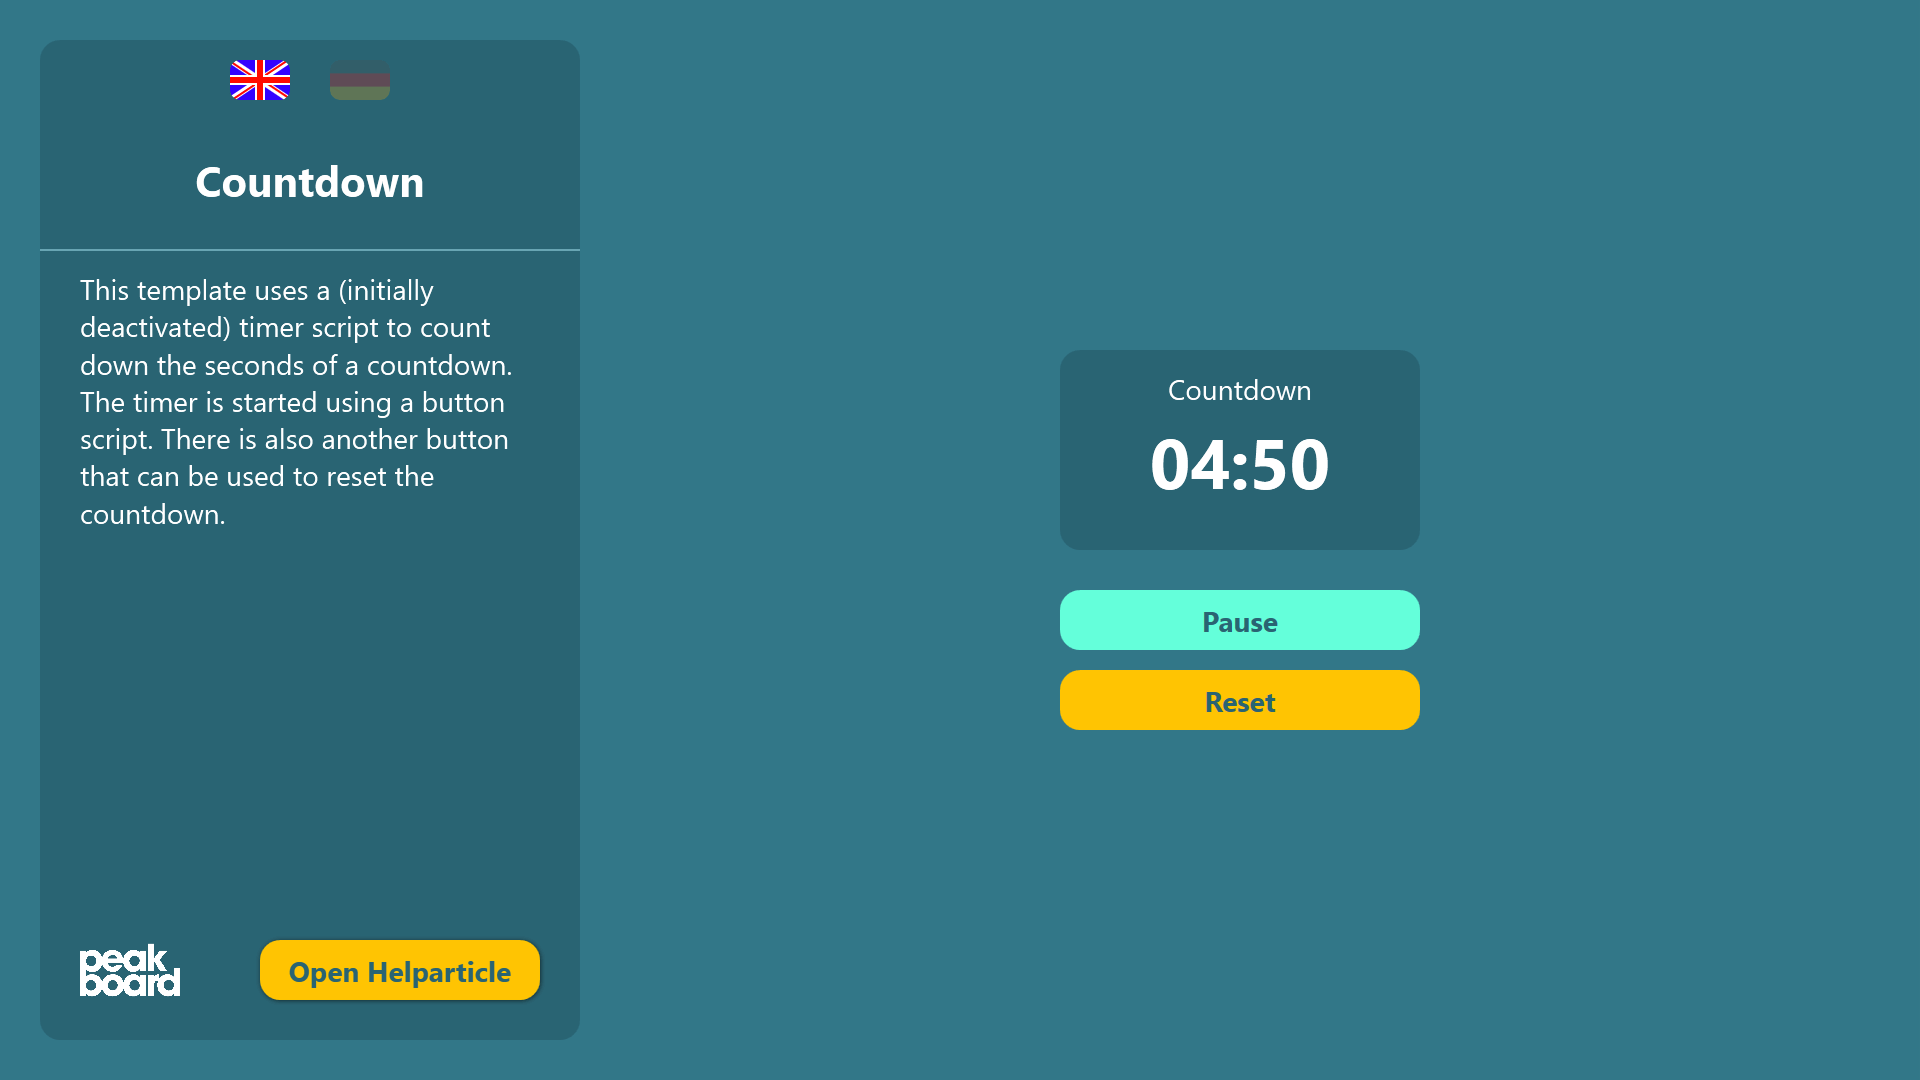 Countdown
This template uses a (initially
deactivated) timer script to count
down the seconds of a countdown.
The timer is started using a button
script. There is also another button
that can be used to reset the
countdown.
peak
board
Open Helparticle
Countdown
04:50
Pause
Reset